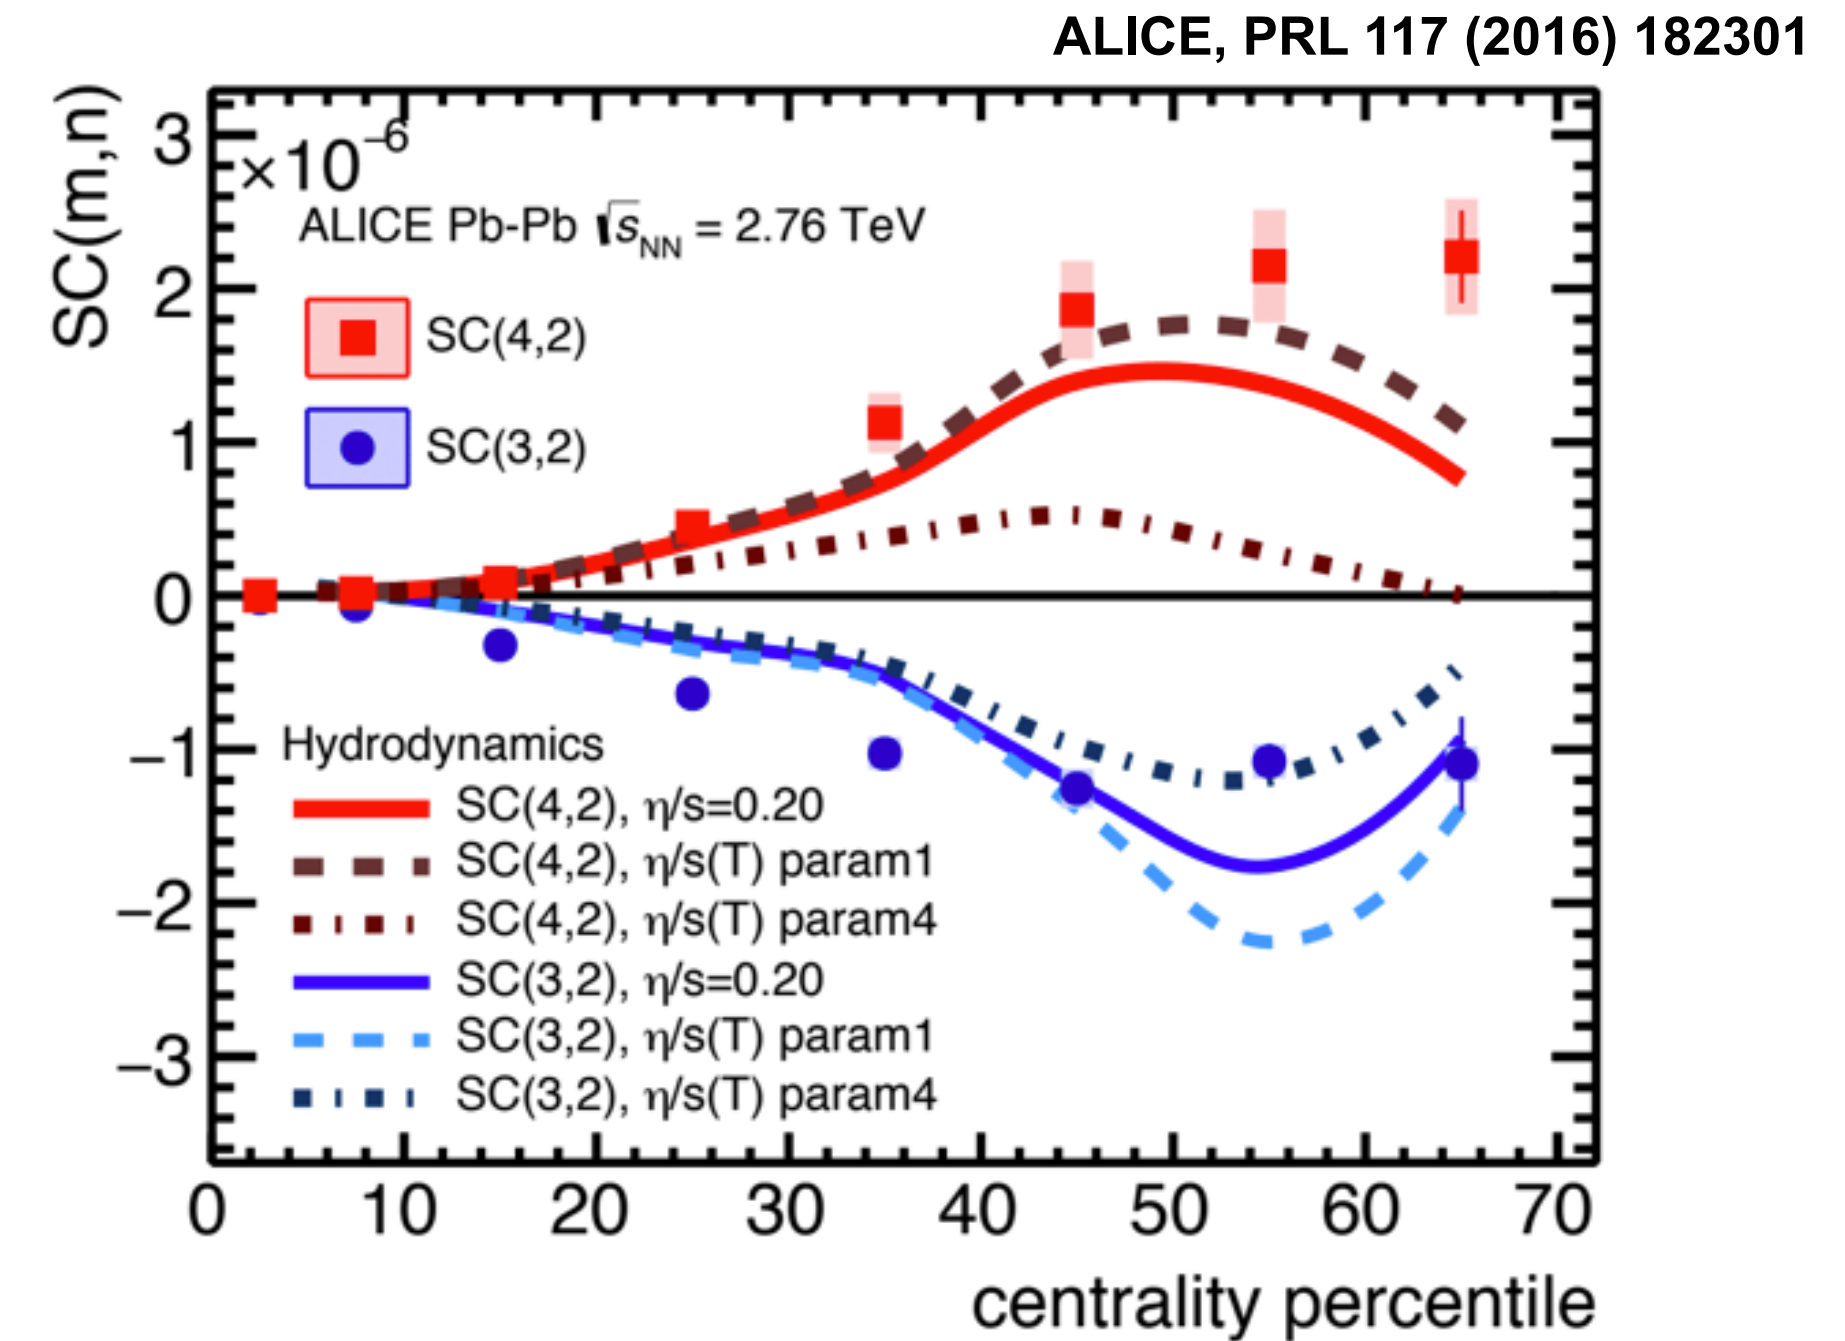 ALICE, PRL 117 (2016) 182301
SC(m,n)
×10⁻⁶
ALICE Pb-Pb √sNN = 2.76 TeV
SC(4,2)
SC(3,2)
3
2
1
0
−1
−2
−3
Hydrodynamics
SC(4,2), η/s=0.20
SC(4,2), η/s(T) param1
SC(4,2), η/s(T) param4
SC(3,2), η/s=0.20
SC(3,2), η/s(T) param1
SC(3,2), η/s(T) param4
0 10 20 30 40 50 60 70
centrality percentile